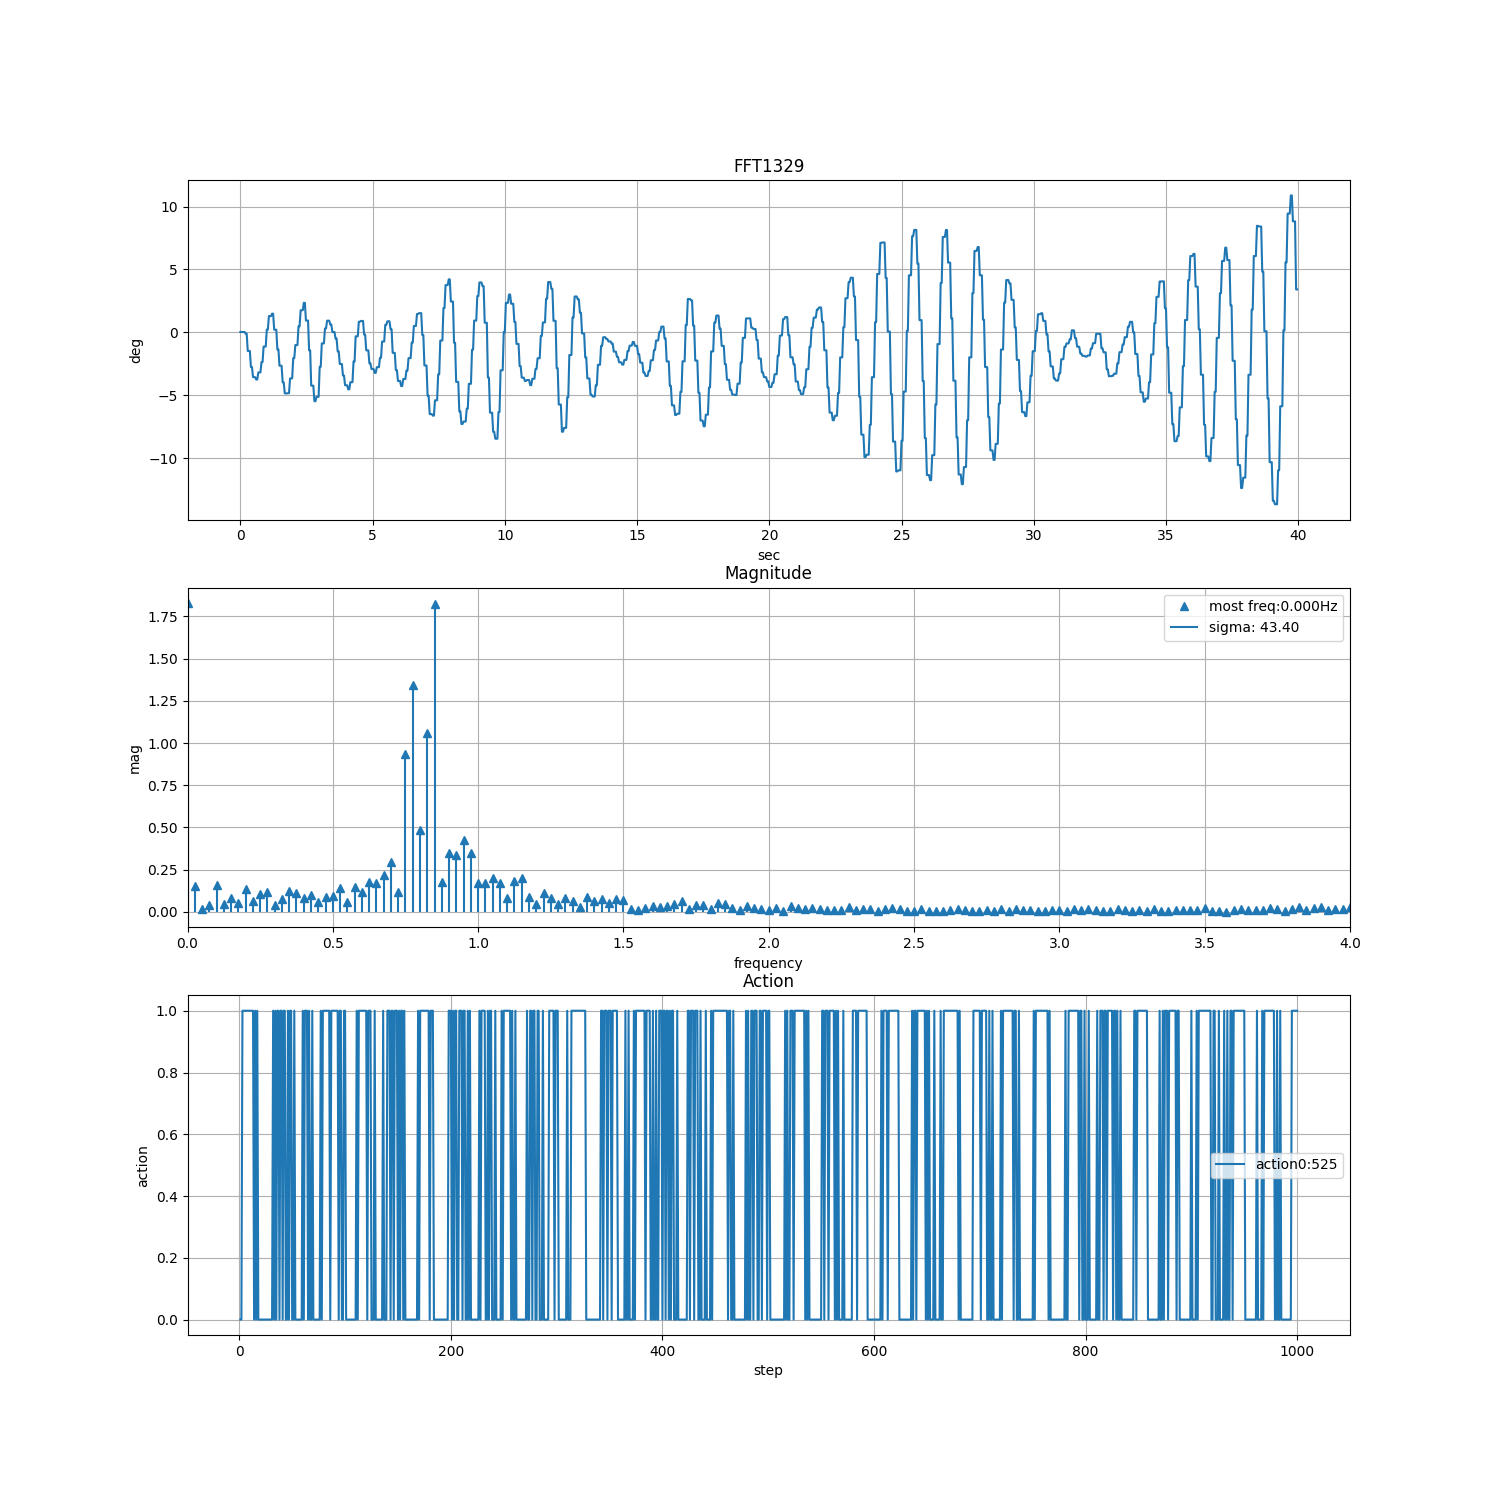 FFT1329
10
5
0
−5
−10
deg
0 5 10 15 20 25 30 35 40
sec
Magnitude
1.75
1.50
1.25
1.00
0.75
0.50
0.25
0.00
mag
most freq:0.000Hz
sigma: 43.40
0.0 0.5 1.0 1.5 2.0 2.5 3.0 3.5 4.0
frequency
Action
1.0
0.8
0.6
0.4
0.2
0.0
action
action0:525
0 200 400 600 800 1000
step